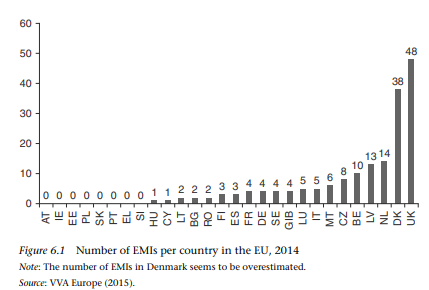 60
50
40
30
20
10
0
0 0 0 0 0 0 0 0 1 1 2 2 2 3 3 4 4 4 4 5 5 6 8 10 13 14 38 48
AT IE EE PL SK PT EL SI HU CY LT BG RO FI ES FR DE SE GIB LU IT MT CZ BE LV NL DK UK
Figure 6.1 Number of EMIs per country in the EU, 2014
Note: The number of EMIs in Denmark seems to be overestimated.
Source: VVA Europe (2015).